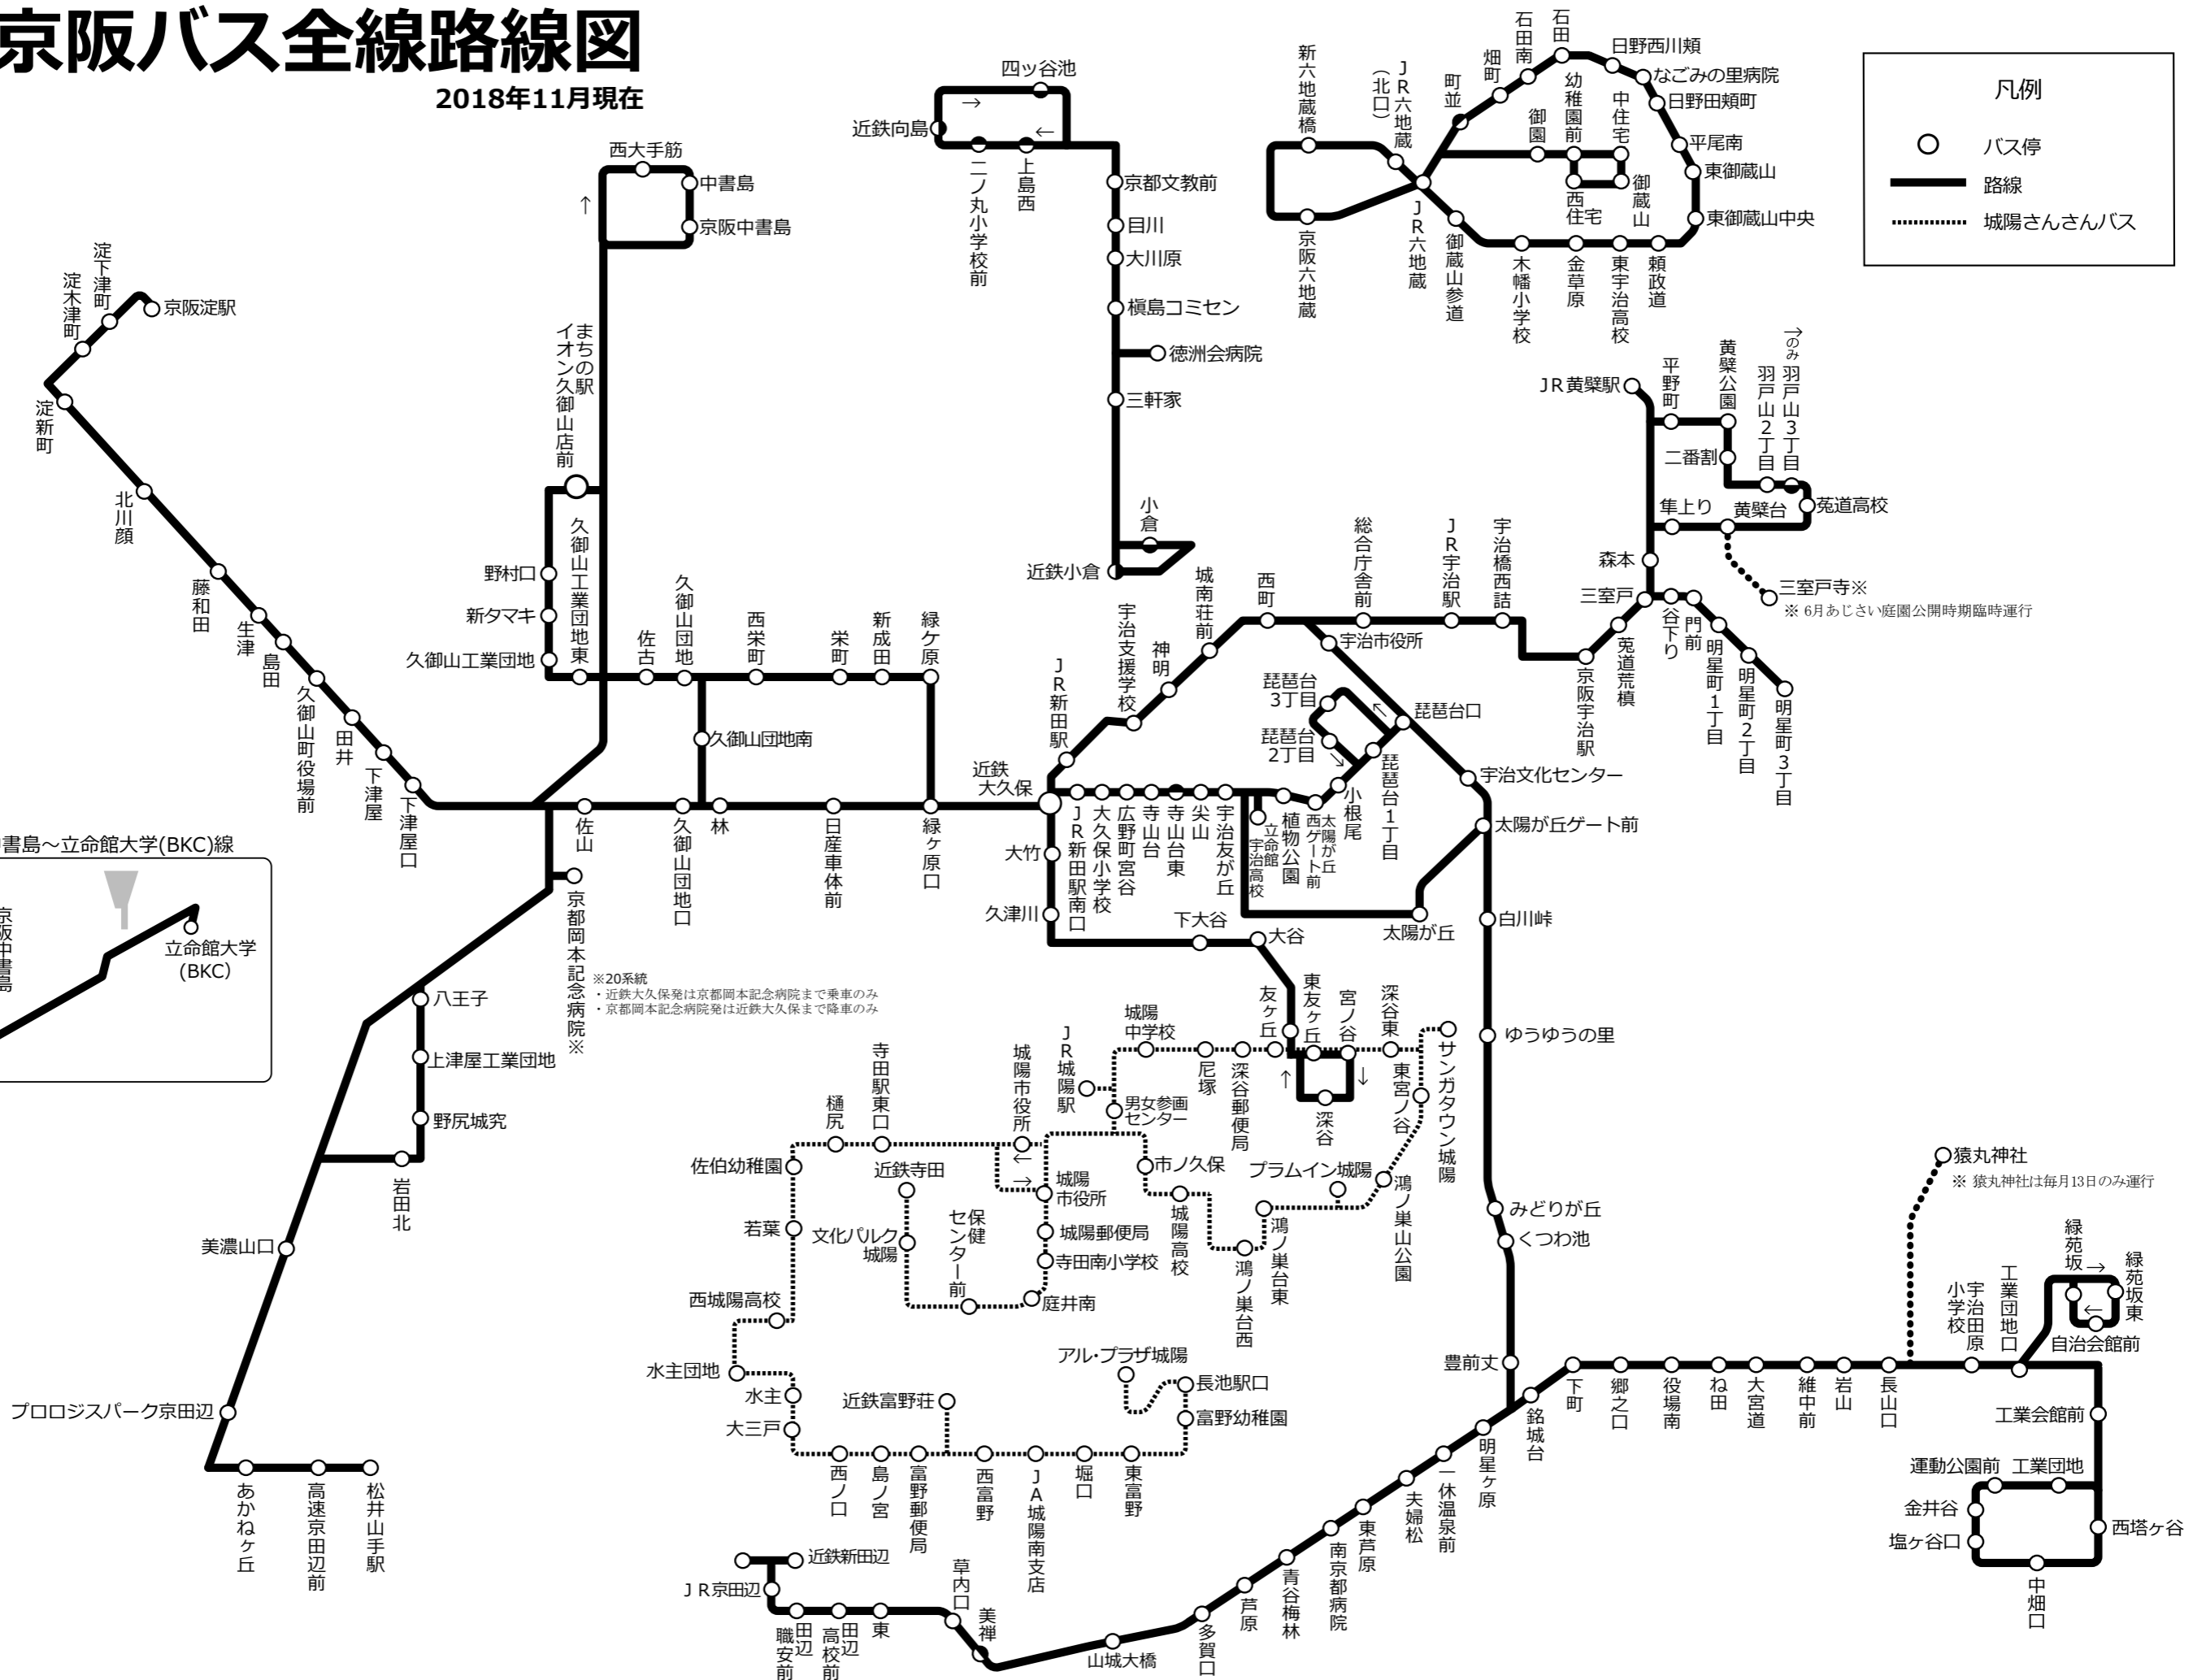 京阪バス全線路線図
2018年11月現在
凡例
バス停
路線
城陽さんさんバス
四ッ谷池
近鉄向島
二ノ丸小学校前
上島西
京都文教前
目川
大川原
槇島コミセン
徳洲会病院
三軒家
小倉
近鉄小倉
西大手筋
中書島
京阪中書島
まちの駅
イオン久御山店前
野村口
新タマキ
久御山工業団地
久御山工業団地東
佐古
久御山団地
西栄町
栄町
新成田
緑ケ原
久御山団地南
京阪淀駅
淀下津町
淀木津町
淀新町
北川顔
藤和田
生津
島田
久御山町役場前
田井
下津屋
下津屋口
佐山
久御山団地口
林
日産車体前
緑ヶ原口
近鉄
大久保
京都岡本記念病院※
※20系統
・近鉄大久保発は京都岡本記念病院まで乗車のみ
・京都岡本記念病院発は近鉄大久保まで降車のみ
書島～立命館大学(BKC)線
京阪中書島
立命館大学
(BKC)
八王子
上津屋工業団地
野尻城究
岩田北
美濃山口
プロロジスパーク京田辺
あかねヶ丘
高速京田辺前
松井山手駅
新六地蔵橋
JR六地蔵
(北口)
町並
畑町
石田南
石田
日野西川頬
なごみの里病院
日野田頬町
平尾南
東御蔵山
東御蔵山中央
御園
幼稚園前
中住宅
西
住宅
御蔵山
京阪六地蔵
JR六地蔵
御蔵山参道
木幡小学校
金草原
東宇治高校
頼政道
JR黄檗駅
平野町
黄檗公園
二番割
羽戸山2丁目
→のみ
羽戸山3丁目
莵道高校
隼上り
黄檗台
三室戸寺※
※ 6月あじさい庭園公開時期臨時運行
森本
三室戸
谷下り
門前
明星町1丁目
明星町2丁目
明星町3丁目
莵道荒槙
京阪宇治駅
宇治橋西詰
JR宇治駅
総合庁舎前
西町
城南荘前
神明
宇治支援学校
JR新田駅
宇治市役所
琵琶台口
琵琶台
3丁目
琵琶台
2丁目
琵琶台1丁目
小根尾
太陽が丘
西ゲート前
植物公園
立命館
宇治高校
宇治友が丘
尖山
寺山台東
寺山台
広野町宮谷
大久保小学校
JR新田駅南口
宇治文化センター
太陽が丘ゲート前
太陽が丘
白川峠
ゆうゆうの里
みどりが丘
くつわ池
豊前丈
大竹
久津川
下大谷
大谷
友ヶ丘
東友ヶ丘
宮ノ谷
深谷東
深谷
サンガタウン城陽
東宮ノ谷
鴻ノ巣山公園
プラムイン城陽
鴻ノ巣台東
鴻ノ巣台西
城陽高校
市ノ久保
城陽
中学校
尼塚
深谷郵便局
JR城陽駅
男女参画
センター
城陽市役所
寺田駅東口
樋尻
佐伯幼稚園
若葉
西城陽高校
水主団地
水主
大三戸
近鉄寺田
文化パルク
城陽
保健
センター前
城陽
市役所
城陽郵便局
寺田南小学校
庭井南
アル・プラザ城陽
長池駅口
富野幼稚園
近鉄富野荘
西ノ口
島ノ宮
富野郵便局
西富野
JA城陽南支店
堀口
東富野
近鉄新田辺
JR京田辺
田辺
職安前
田辺
高校前
東
草内口
美禅
山城大橋
多賀口
芦原
青谷梅林
南京都病院
東芦原
夫婦松
一休温泉前
明星ヶ原
銘城台
下町
郷之口
役場南
ね田
大宮道
維中前
岩山
長山口
猿丸神社
※ 猿丸神社は毎月13日のみ運行
宇治田原
小学校
工業団地口
緑苑坂
緑苑坂東
自治会館前
工業会館前
運動公園前
工業団地
金井谷
塩ヶ谷口
西塔ヶ谷
中畑口